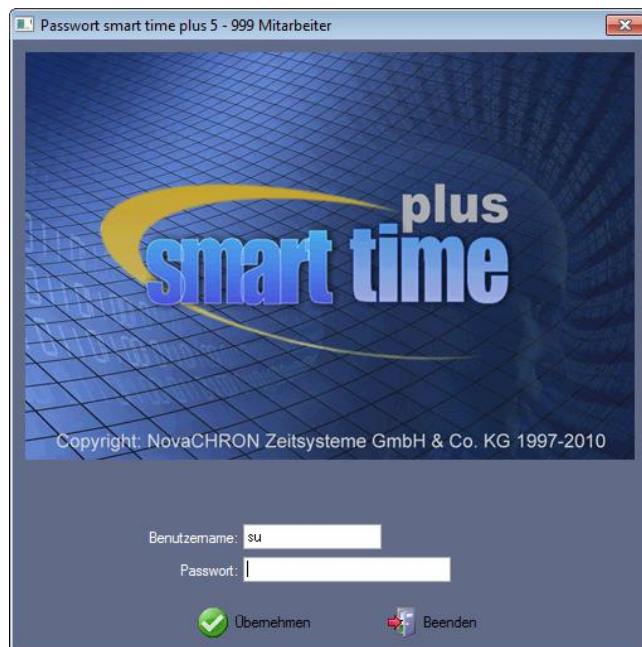 Passwort smart time plus 5 - 999 Mitarbeiter
plus
smart time
Copyright: NovaCHRON Zeitsysteme GmbH & Co. KG 1997-2010
Benutzername: su
Passwort:
Übernehmen Beenden